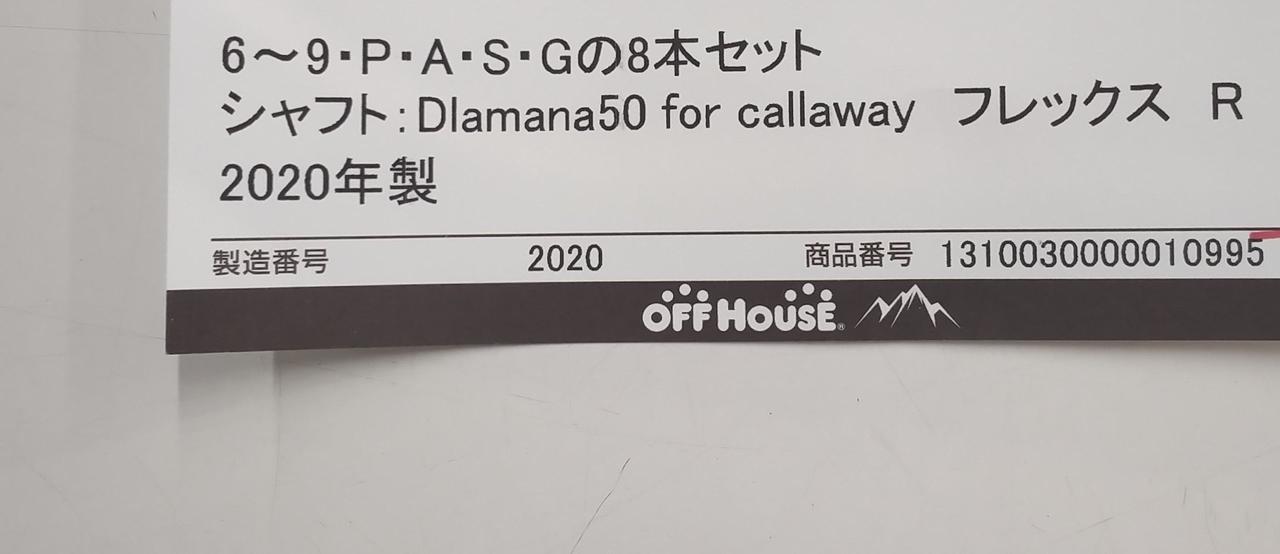 6～9・P・A・S・Gの8本セット
シャフト：Dlamana50 for callaway　フレックス　R
2020年製
製造番号　2020　商品番号　1310030000010995
OFF HOUSE®